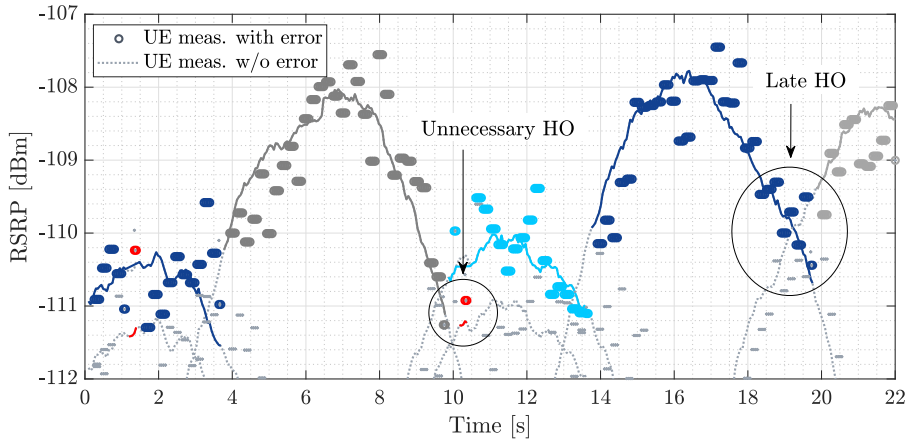 -107
UE meas. with error
UE meas. w/o error
-108
Late HO
Unnecessary HO
-109
RSRP [dBm]
-110
-111
-112
0 2 4 6 8 10 12 14 16 18 20 22
Time [s]